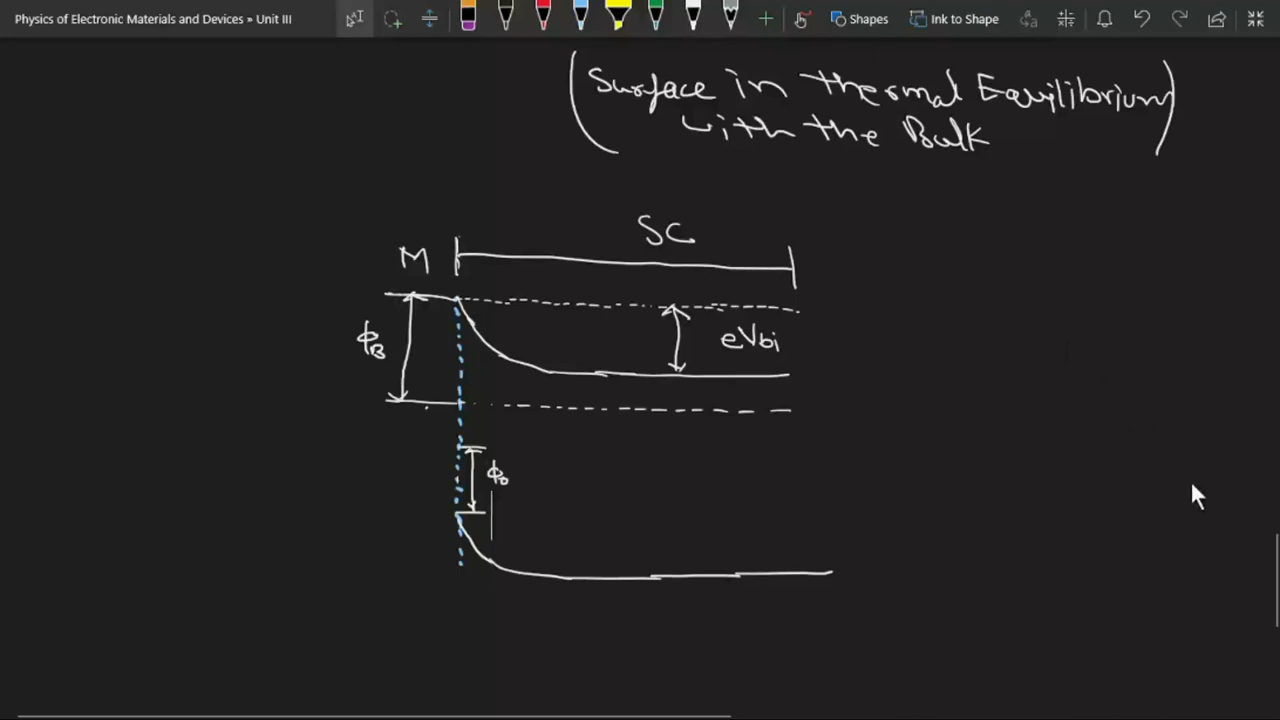 Physics of Electronic Materials and Devices » Unit III
Shapes
Ink to Shape
(Surface in thermal Equilibrium
with the Bulk)
SC
M
ϕB
eVbi
ϕ0